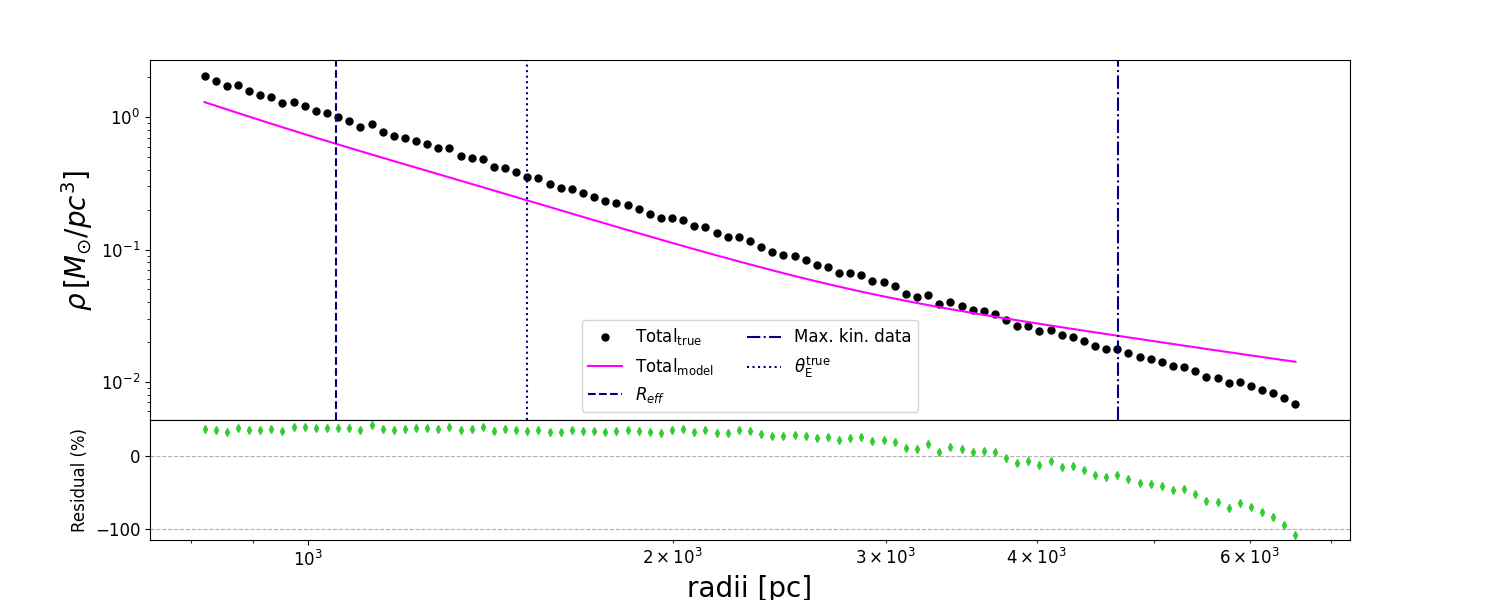 10⁰
10⁻¹
10⁻²
ρ [M⊙/pc³]
Total_true
Total_model
R_eff
Max. kin. data
θ_E^true
0
−100
Residual (%)
10³
2 × 10³
3 × 10³
4 × 10³
6 × 10³
radii [pc]